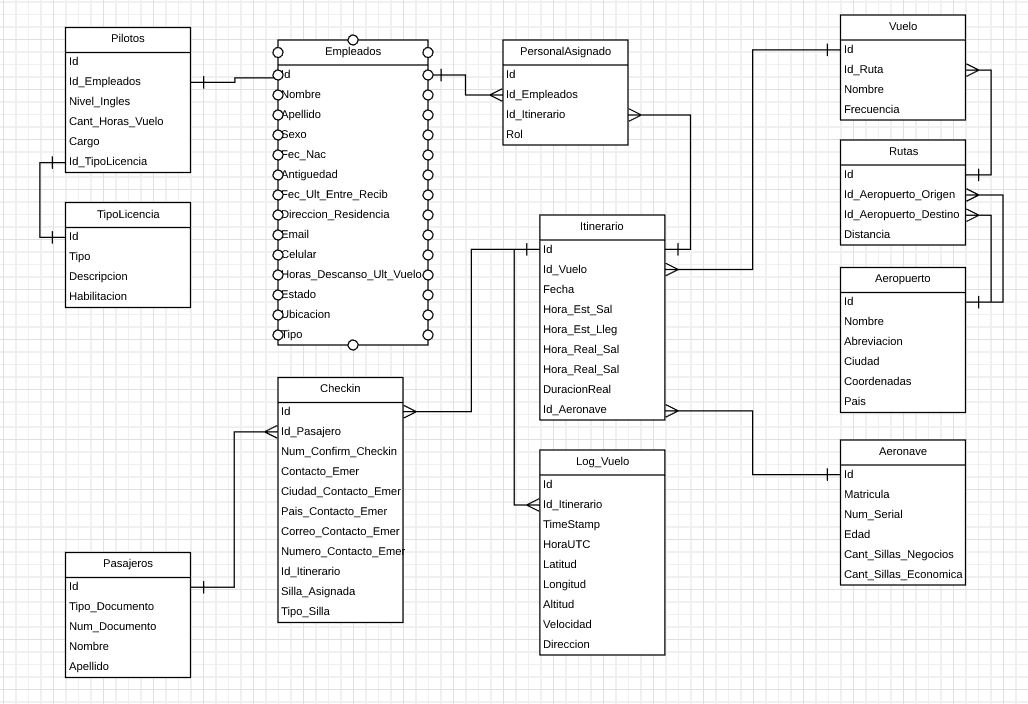 Pilotos
Id
Id_Empleados
Nivel_Ingles
Cant_Horas_Vuelo
Cargo
Id_TipoLicencia
TipoLicencia
Id
Tipo
Descripcion
Habilitacion
Empleados
Id
Nombre
Apellido
Sexo
Fec_Nac
Antiguedad
Fec_Ult_Entre_Recib
Direccion_Residencia
Email
Celular
Horas_Descanso_Ult_Vuelo
Estado
Ubicacion
Tipo
PersonalAsignado
Id
Id_Empleados
Id_Itinerario
Rol
Itinerario
Id
Id_Vuelo
Fecha
Hora_Est_Sal
Hora_Est_Lleg
Hora_Real_Sal
Hora_Real_Sal
DuracionReal
Id_Aeronave
Vuelo
Id
Id_Ruta
Nombre
Frecuencia
Rutas
Id
Id_Aeropuerto_Origen
Id_Aeropuerto_Destino
Distancia
Aeropuerto
Id
Nombre
Abreviacion
Ciudad
Coordenadas
Pais
Checkin
Id
Id_Pasajero
Num_Confirm_Checkin
Contacto_Emer
Ciudad_Contacto_Emer
Pais_Contacto_Emer
Correo_Contacto_Emer
Numero_Contacto_Emer
Id_Itinerario
Silla_Asignada
Tipo_Silla
Log_Vuelo
Id
Id_Itinerario
TimeStamp
HoraUTC
Latitud
Longitud
Altitud
Velocidad
Direccion
Aeronave
Id
Matricula
Num_Serial
Edad
Cant_Sillas_Negocios
Cant_Sillas_Economica
Pasajeros
Id
Tipo_Documento
Num_Documento
Nombre
Apellido